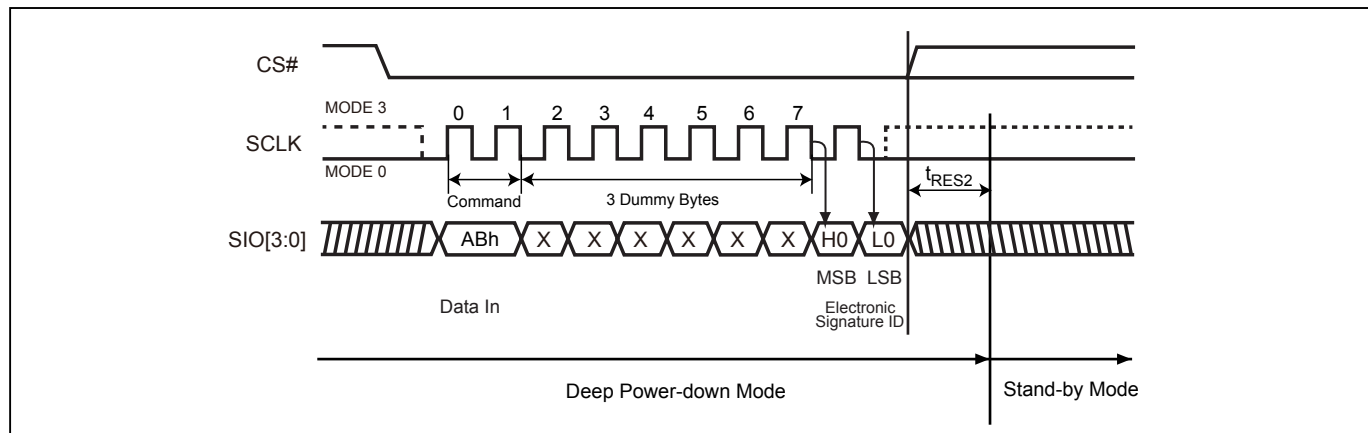 CS#
MODE 3
0 1 2 3 4 5 6 7
SCLK
MODE 0
tRES2
Command
3 Dummy Bytes
SIO[3:0]
ABh X X X X X X H0 L0
MSB LSB
Data In
Electronic
Signature ID
Deep Power-down Mode
Stand-by Mode